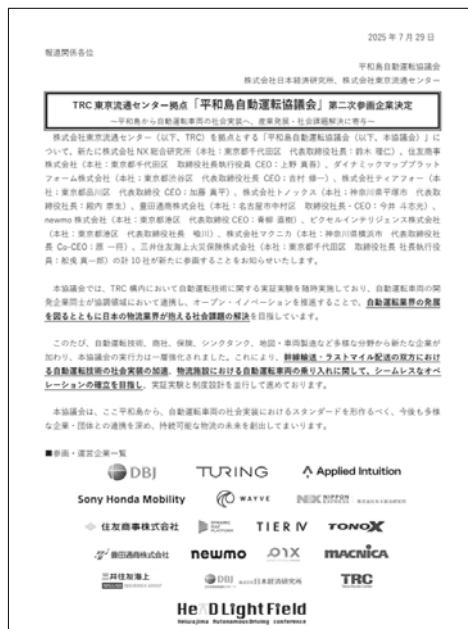 2025 年 7 月 29 日
報道関係各位
平和島自動運転協議会
株式会社日本経済研究所、株式会社東京流通センター
TRC 東京流通センター拠点「平和島自動運転協議会」第二次参画企業決定
～平和島から自動運転車両の社会実装へ、産業発展・社会課題解決に寄与～
株式会社東京流通センター（以下、TRC）を拠点とする「平和島自動運転協議会（以下、本協議会）」に
ついて、新たに株式会社 NX 総合研究所（本社：東京都千代田区 代表取締役社長：鈴木 理仁）、住友商
事株式会社（本社：東京都千代田区 代表取締役社長執行役員 CEO：上野 真吾）、ダイナミックマッププラット
フォーム株式会社（本社：東京都渋谷区 代表取締役社長 CEO：吉村 修一）、株式会社ティアフォー（本
社：東京都品川区 代表取締役 CEO：加藤 真平）、株式会社トノックス（本社：神奈川県平塚市 代表取
締役社長：殿内 崇生）、豊田通商株式会社（本社：名古屋市中村区 取締役社長・CEO：今井 斗志光）、
newmo 株式会社（本社：東京都港区 代表取締役 CEO：青柳 直樹）、ピクセルインテリジェンス株式会社
（本社：東京都港区 代表取締役社長 ）、株式会社マクニカ（本社：神奈川県横浜市 代表取締役社
長 Co-CEO：原 一将）、三井住友海上火災保険株式会社（本社：東京都千代田区 取締役社長 社長執行役
員：舩曵 真一郎）の計 10 社が新たに参画することをお知らせいたします。
本協議会では、TRC 構内において自動運転技術に関する実証実験を随時実施しており、自動運転車両の開
発企業同士が協調領域において連携し、オープン・イノベーションを推進することで、自動運転業界の発展
を図るとともに日本の物流業界が抱える社会課題の解決を目指しています。
このたび、自動運転技術、商社、保険、シンクタンク、地図・車両製造など多様な分野から新たな企業が
加わり、本協議会の実行力は一層強化されました。これにより、幹線輸送・ラストマイル配送の双方におけ
る自動運転技術の社会実装の加速、物流施設における自動運転車両の乗り入れに関して、シームレスなオペ
レーションの確立を目指し、実証実験と制度設計を並行して進めております。
本協議会は、ここ平和島から、自動運転車両の社会実装におけるスタンダードを形作るべく、今後も多様
な企業・団体との連携を深め、持続可能な物流の未来を創出してまいります。
■参画・運営企業一覧
DBJ TURING Applied Intuition
Sony Honda Mobility WAYVE NX NIPPON EXPRESS
住友商事株式会社 DYNAMIC MAP PLATFORM TIER IV TONOX
豊田通商株式会社 newmo MACNICA
三井住友海上 DBJ 株式会社日本経済研究所 TRC
HeAD Light Field
Heiwajima AutonomousDriving conference